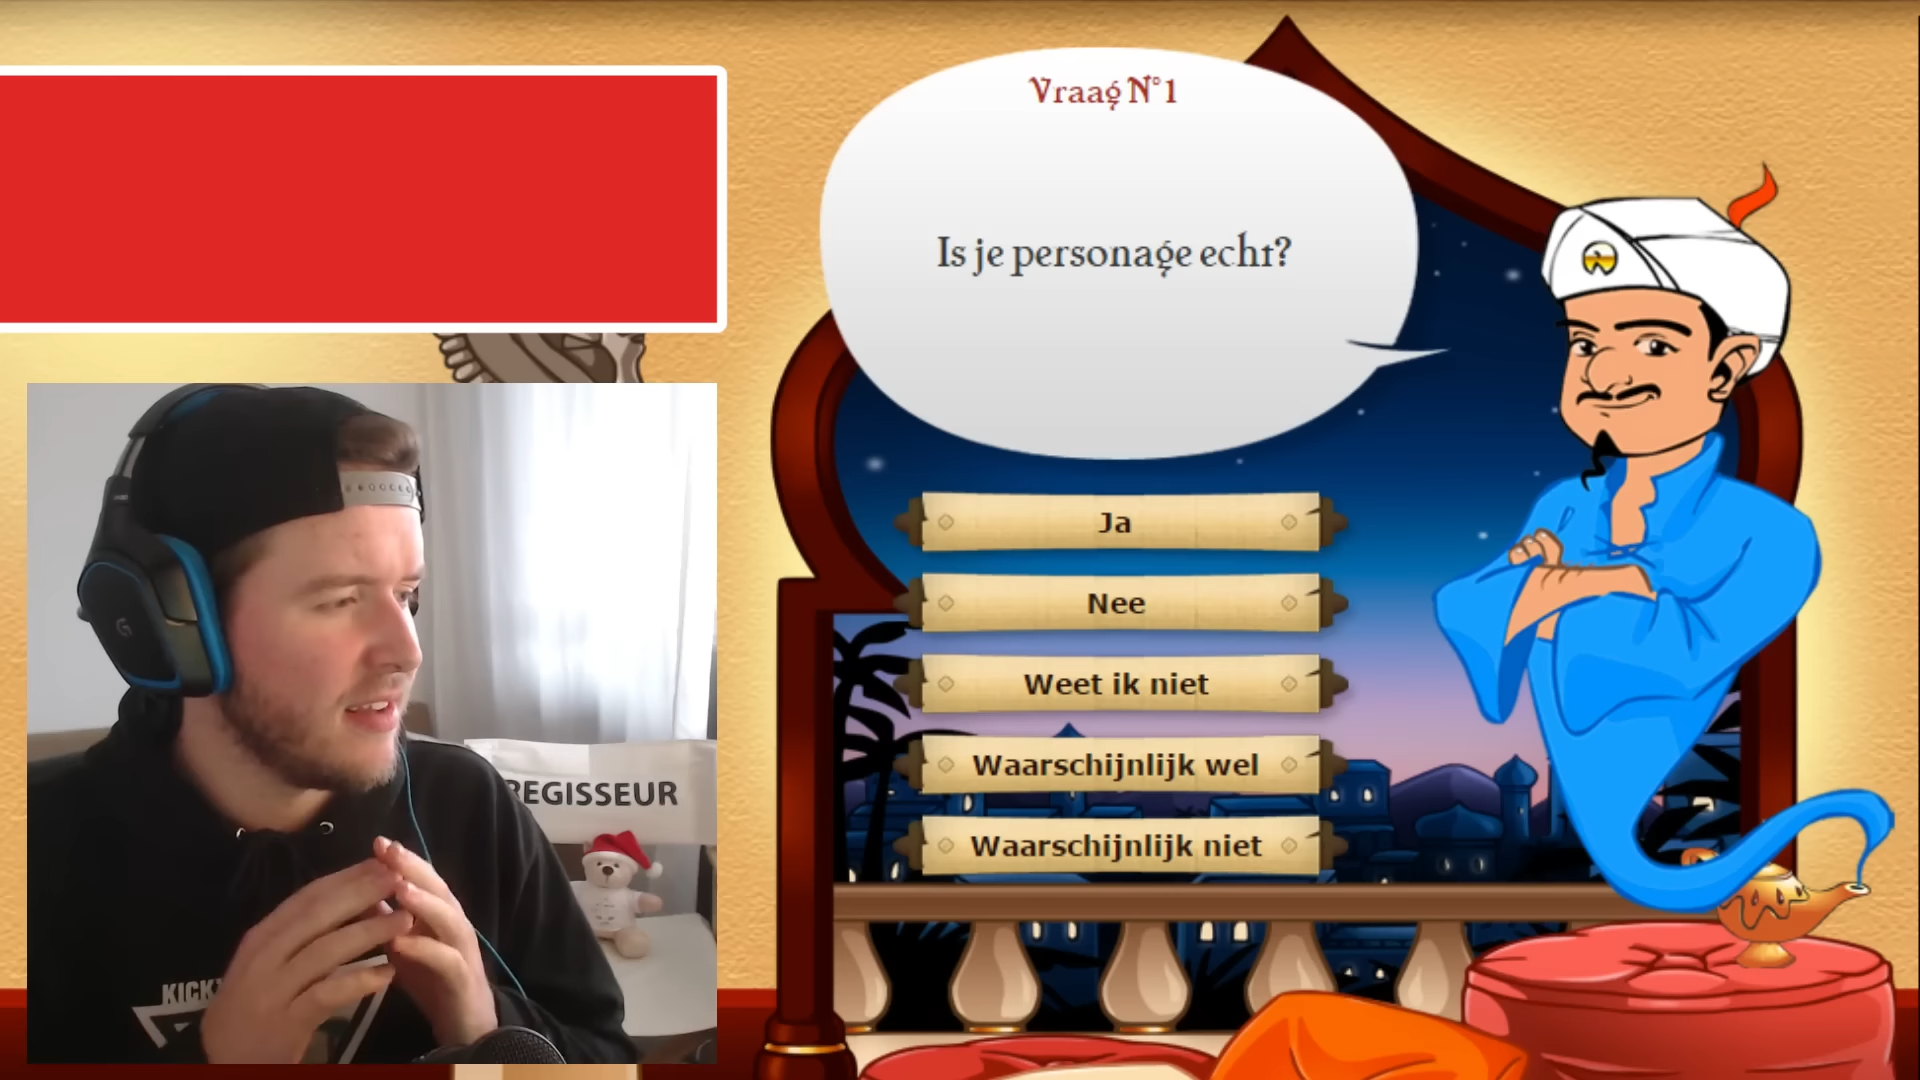 Vraag N°1
Is je personage echt?
Ja
Nee
Weet ik niet
Waarschijnlijk wel
Waarschijnlijk niet
REGISSEUR